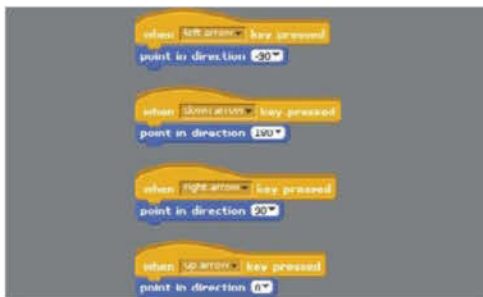 when left arrow key pressed
point in direction -90
when down arrow key pressed
point in direction 180
when right arrow key pressed
point in direction 90
when up arrow key pressed
point in direction 0